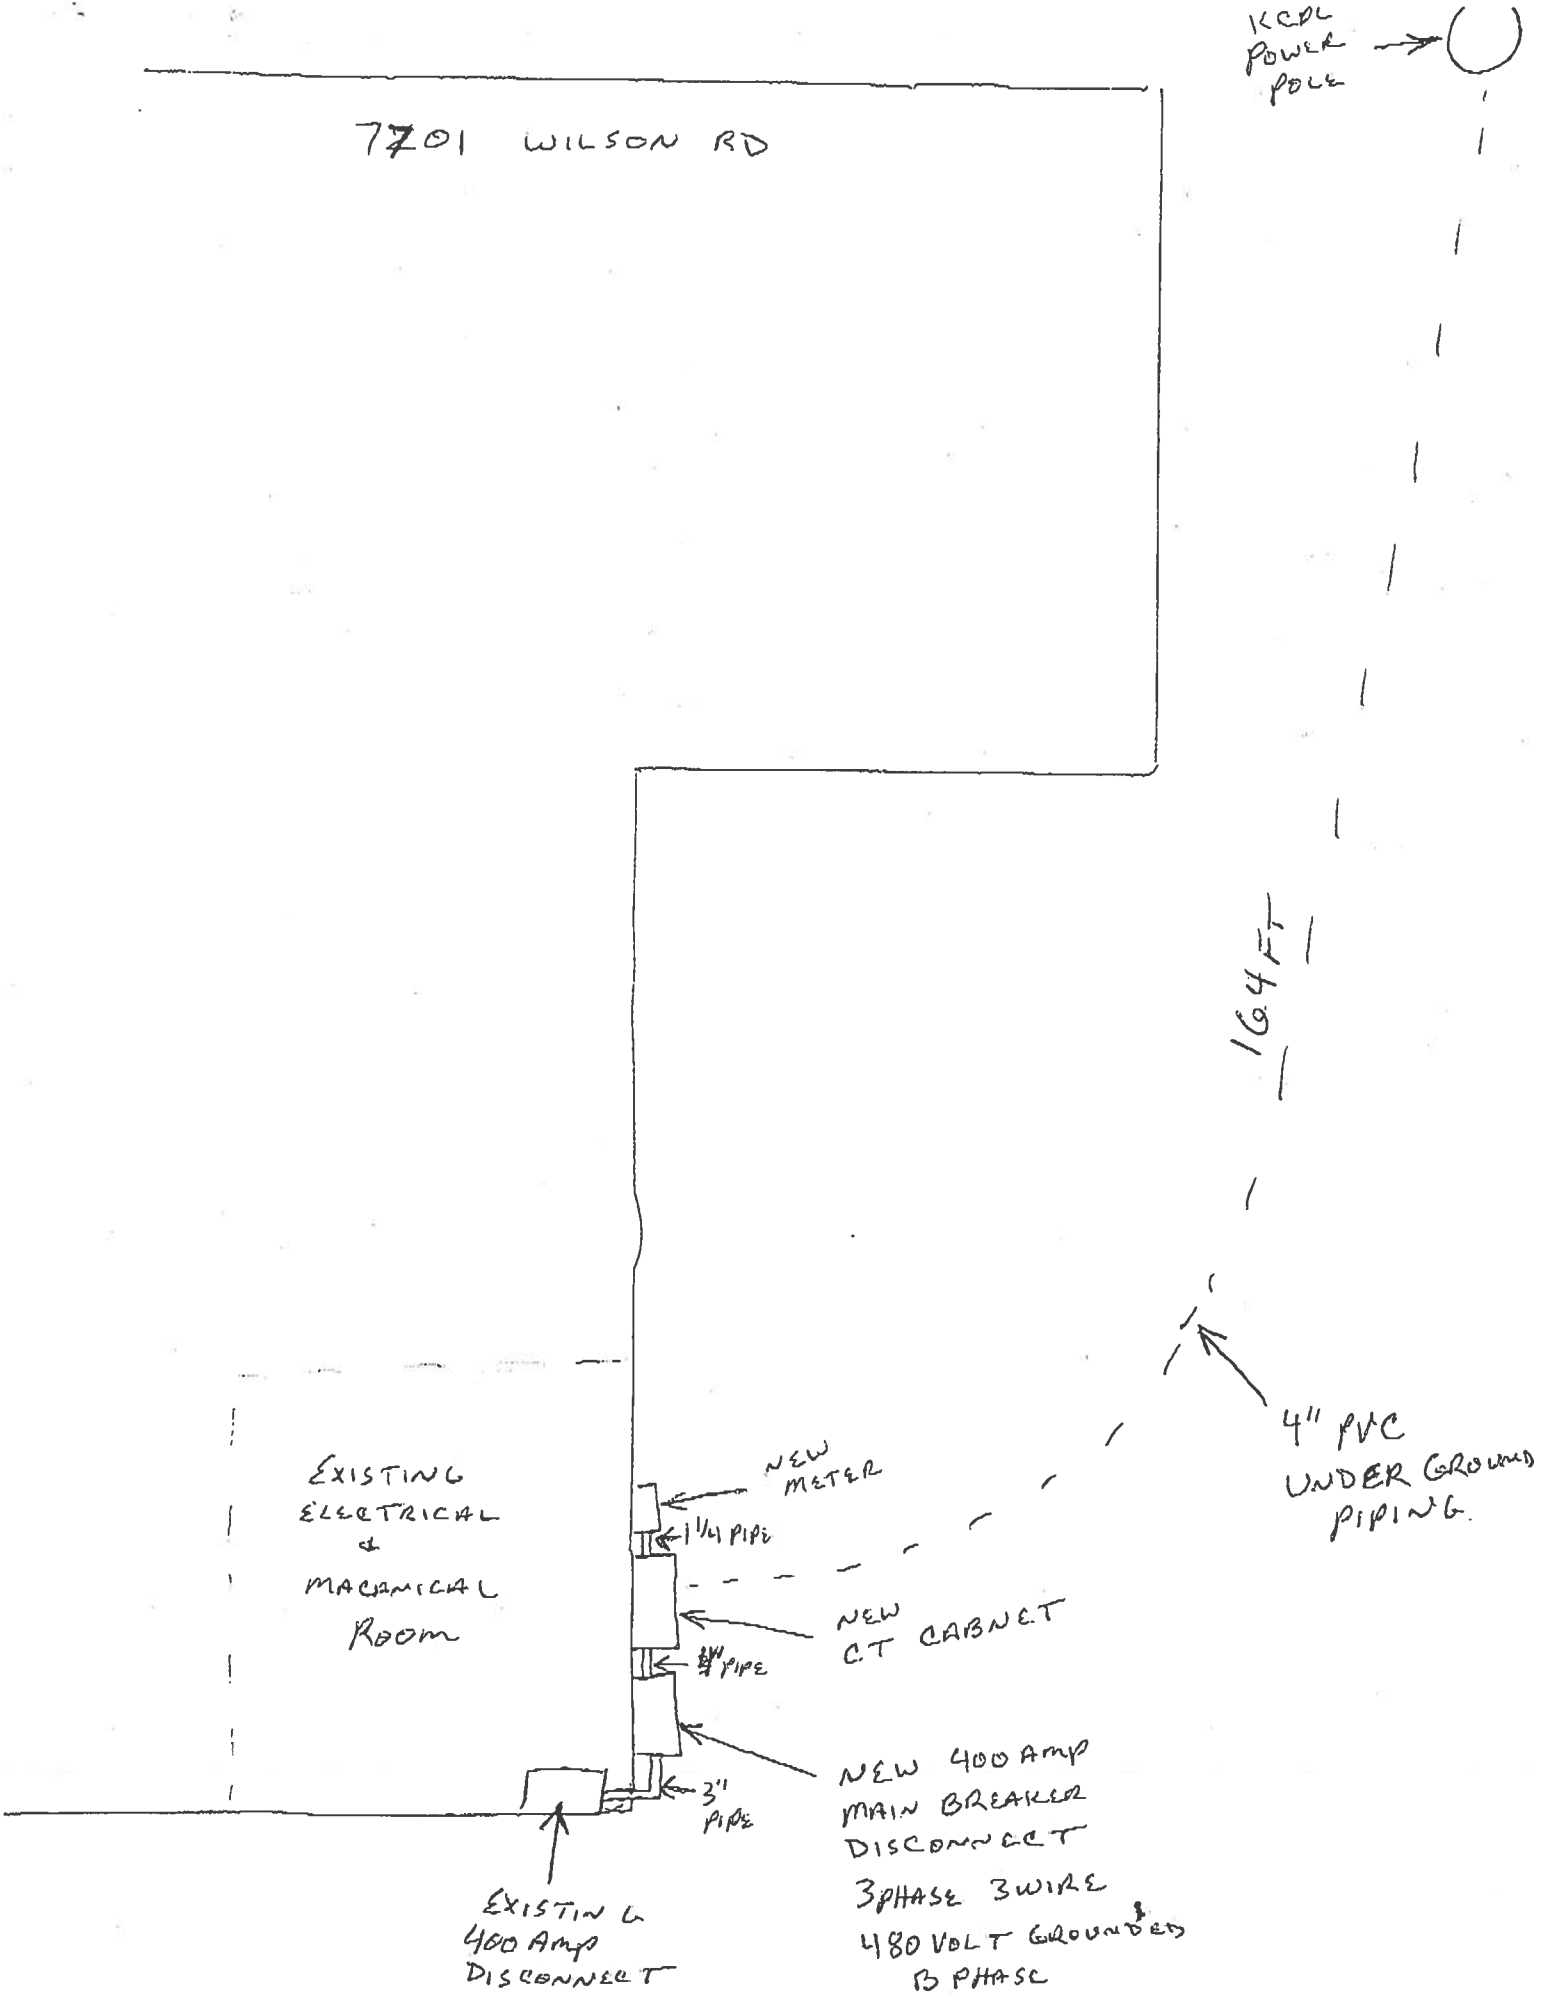 KCPL
POWER
POLE
7701 WILSON RD
164 FT
4" PVC
UNDER GROUND
PIPING.
EXISTING
ELECTRICAL
&
MACANICAL
ROOM
NEW
METER
1 1/4 PIPE
NEW
CT CABNET
PIPE
3"
PIPE
NEW 400 AMP
MAIN BREAKER
DISCONNECT
3 PHASE 3 WIRE
480 VOLT GROUNDED
B PHASE
EXISTING
400 AMP
DISCONNECT